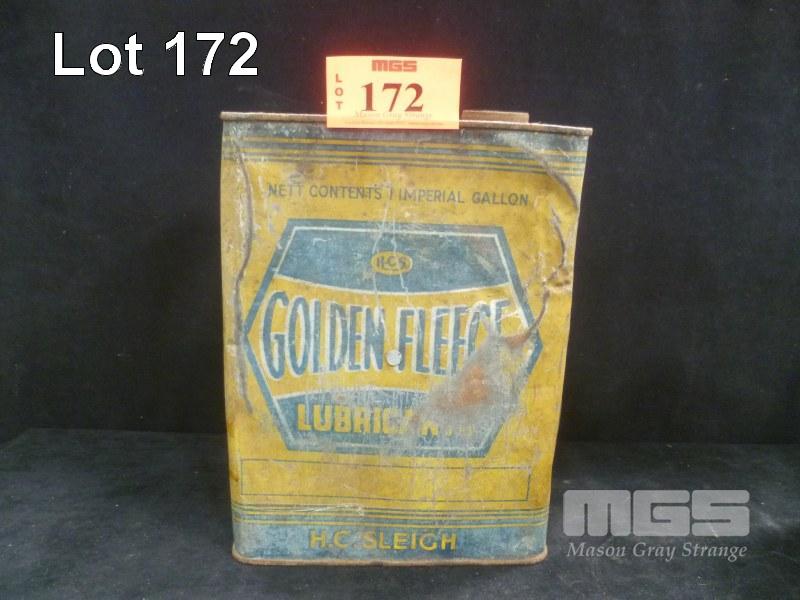 Lot 172
MGS
LOT
172
Mason Gray Strange
NETT CONTENTS 1 IMPERIAL GALLON
H.C.S
GOLDEN FLEECE
H.C. SLEIGH
MGS
Mason Gray Strange